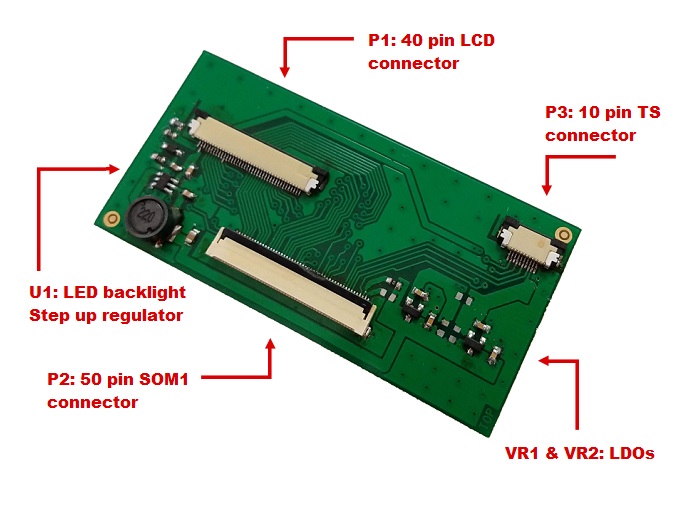 P1: 40 pin LCD
connector
P3: 10 pin TS
connector
220
U1: LED backlight
Step up regulator
P2: 50 pin SOM1
connector
TOP
VR1 & VR2: LDOs